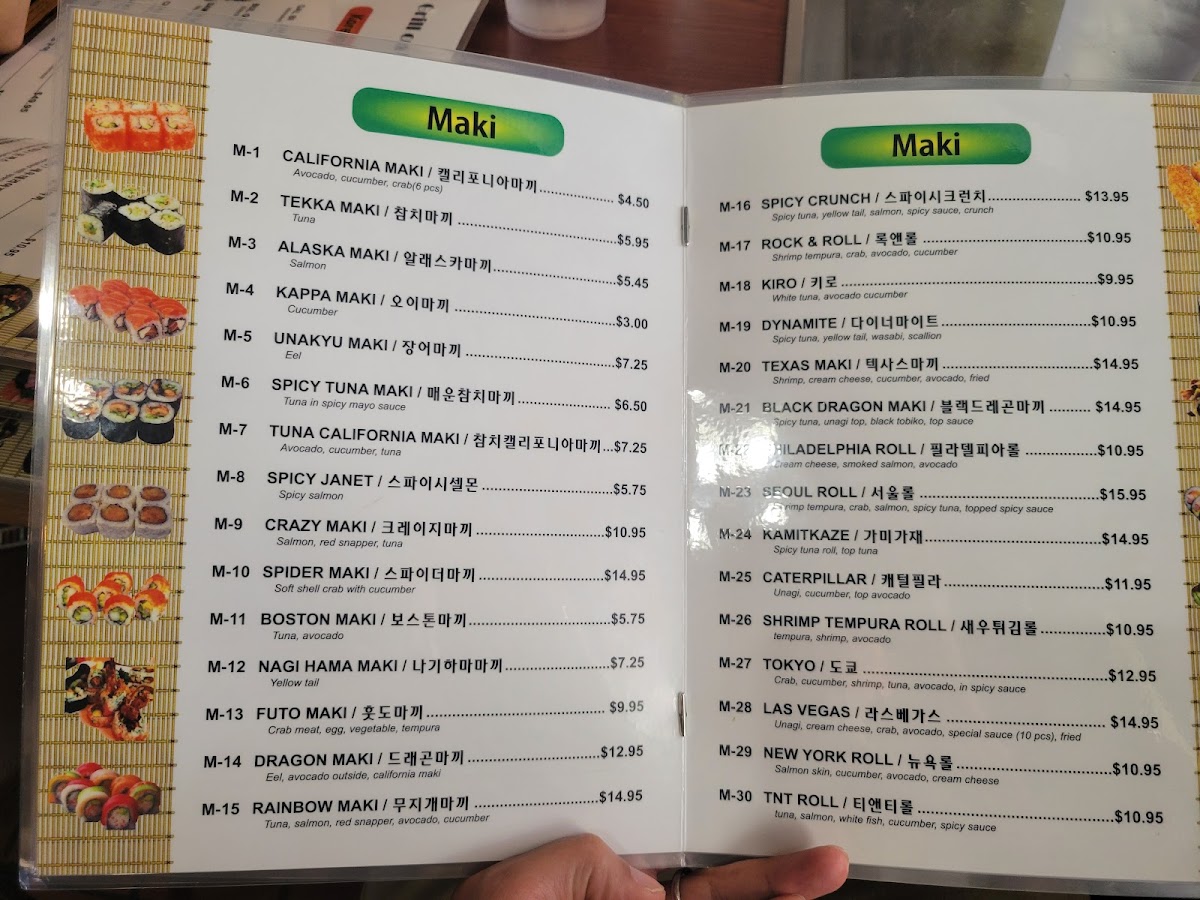 Grill
$10.95
Maki
M-1 CALIFORNIA MAKI / 캘리포니아마끼 $4.50
Avocado, cucumber, crab(6 pcs)
M-2 TEKKA MAKI / 참치마끼 $5.95
Tuna
M-3 ALASKA MAKI / 알래스카마끼 $5.45
Salmon
M-4 KAPPA MAKI / 오이마끼 $3.00
Cucumber
M-5 UNAKYU MAKI / 장어마끼 $7.25
Eel
M-6 SPICY TUNA MAKI / 매운참치마끼 $6.50
Tuna in spicy mayo sauce
M-7 TUNA CALIFORNIA MAKI / 참치캘리포니아마끼 $7.25
Avocado, cucumber, tuna
M-8 SPICY JANET / 스파이시셀몬 $5.75
Spicy salmon
M-9 CRAZY MAKI / 크레이지마끼 $10.95
Salmon, red snapper, tuna
M-10 SPIDER MAKI / 스파이더마끼 $14.95
Soft shell crab with cucumber
M-11 BOSTON MAKI / 보스톤마끼 $5.75
Tuna, avocado
M-12 NAGI HAMA MAKI / 나기하마마끼 $7.25
Yellow tail
M-13 FUTO MAKI / 훗도마끼 $9.95
Crab meat, egg, vegetable, tempura
M-14 DRAGON MAKI / 드래곤마끼 $12.95
Eel, avocado outside, california maki
M-15 RAINBOW MAKI / 무지개마끼 $14.95
Tuna, salmon, red snapper, avocado, cucumber
Maki
M-16 SPICY CRUNCH / 스파이시크런치 $13.95
Spicy tuna, yellow tail, salmon, spicy sauce, crunch
M-17 ROCK & ROLL / 록앤롤 $10.95
Shrimp tempura, crab, avocado, cucumber
M-18 KIRO / 키로 $9.95
White tuna, avocado cucumber
M-19 DYNAMITE / 다이너마이트 $10.95
Spicy tuna, yellow tail, wasabi, scallion
M-20 TEXAS MAKI / 텍사스마끼 $14.95
Shrimp, cream cheese, cucumber, avocado, fried
M-21 BLACK DRAGON MAKI / 블랙드레곤마끼 $14.95
Spicy tuna, unagi top, black tobiko, top sauce
PHILADELPHIA ROLL / 필라델피아롤 $10.95
Cream cheese, smoked salmon, avocado
M-23 SEOUL ROLL / 서울롤 $15.95
Shrimp tempura, crab, salmon, spicy tuna, topped spicy sauce
M-24 KAMITKAZE / 가미가재 $14.95
Spicy tuna roll, top tuna
M-25 CATERPILLAR / 캐털필라 $11.95
Unagi, cucumber, top avocado
M-26 SHRIMP TEMPURA ROLL / 새우튀김롤 $10.95
tempura, shrimp, avocado
M-27 TOKYO / 도쿄 $12.95
Crab, cucumber, shrimp, tuna, avocado, in spicy sauce
M-28 LAS VEGAS / 라스베가스 $14.95
Unagi, cream cheese, crab, avocado, special sauce (10 pcs), fried
M-29 NEW YORK ROLL / 뉴욕롤 $10.95
Salmon skin, cucumber, avocado, cream cheese
M-30 TNT ROLL / 티앤티롤 $10.95
tuna, salmon, white fish, cucumber, spicy sauce